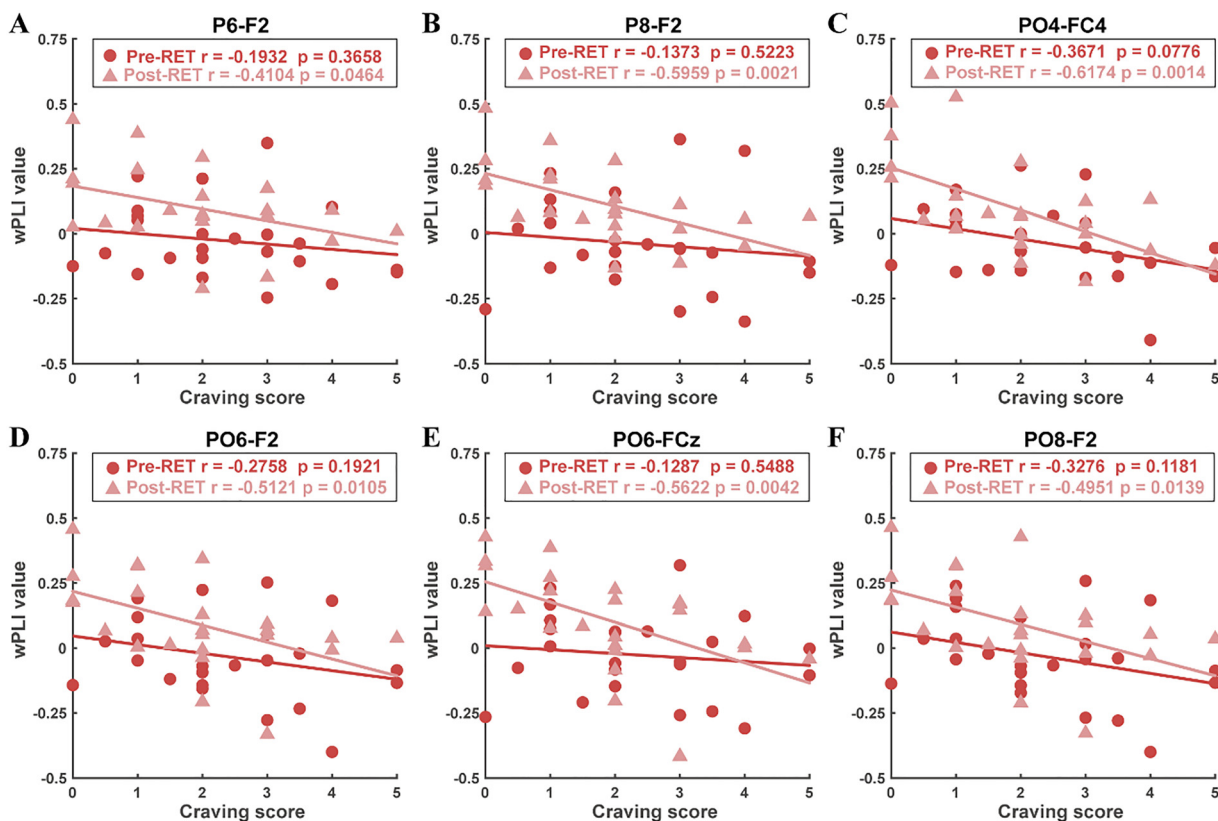 A
P6-F2
0.75
0.5
0.25
0
-0.25
-0.5
wPLI value
Pre-RET r = -0.1932 p = 0.3658
Post-RET r = -0.4104 p = 0.0464
0 1 2 3 4 5
Craving score
B
P8-F2
0.75
0.5
0.25
0
-0.25
-0.5
wPLI value
Pre-RET r = -0.1373 p = 0.5223
Post-RET r = -0.5959 p = 0.0021
0 1 2 3 4 5
Craving score
C
PO4-FC4
0.75
0.5
0.25
0
-0.25
-0.5
wPLI value
Pre-RET r = -0.3671 p = 0.0776
Post-RET r = -0.6174 p = 0.0014
0 1 2 3 4 5
Craving score
D
PO6-F2
0.75
0.5
0.25
0
-0.25
-0.5
wPLI value
Pre-RET r = -0.2758 p = 0.1921
Post-RET r = -0.5121 p = 0.0105
0 1 2 3 4 5
Craving score
E
PO6-FCz
0.75
0.5
0.25
0
-0.25
-0.5
wPLI value
Pre-RET r = -0.1287 p = 0.5488
Post-RET r = -0.5622 p = 0.0042
0 1 2 3 4 5
Craving score
F
PO8-F2
0.75
0.5
0.25
0
-0.25
-0.5
wPLI value
Pre-RET r = -0.3276 p = 0.1181
Post-RET r = -0.4951 p = 0.0139
0 1 2 3 4 5
Craving score